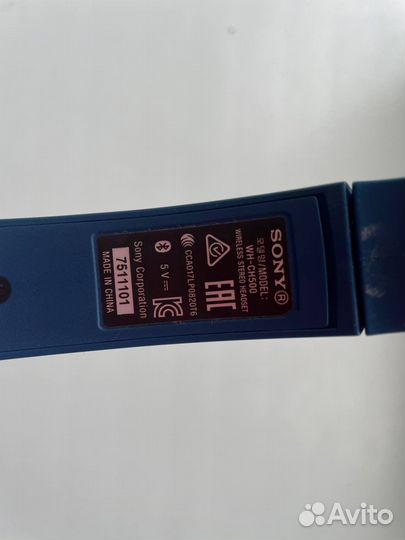 SONY®
모델명/MODEL:
WH-CH500
WIRELESS STEREO HEADSET
EAC
CCAO17LP0820T6
5 V
Sony Corporation
7511101
MADE IN CHINA
Avito